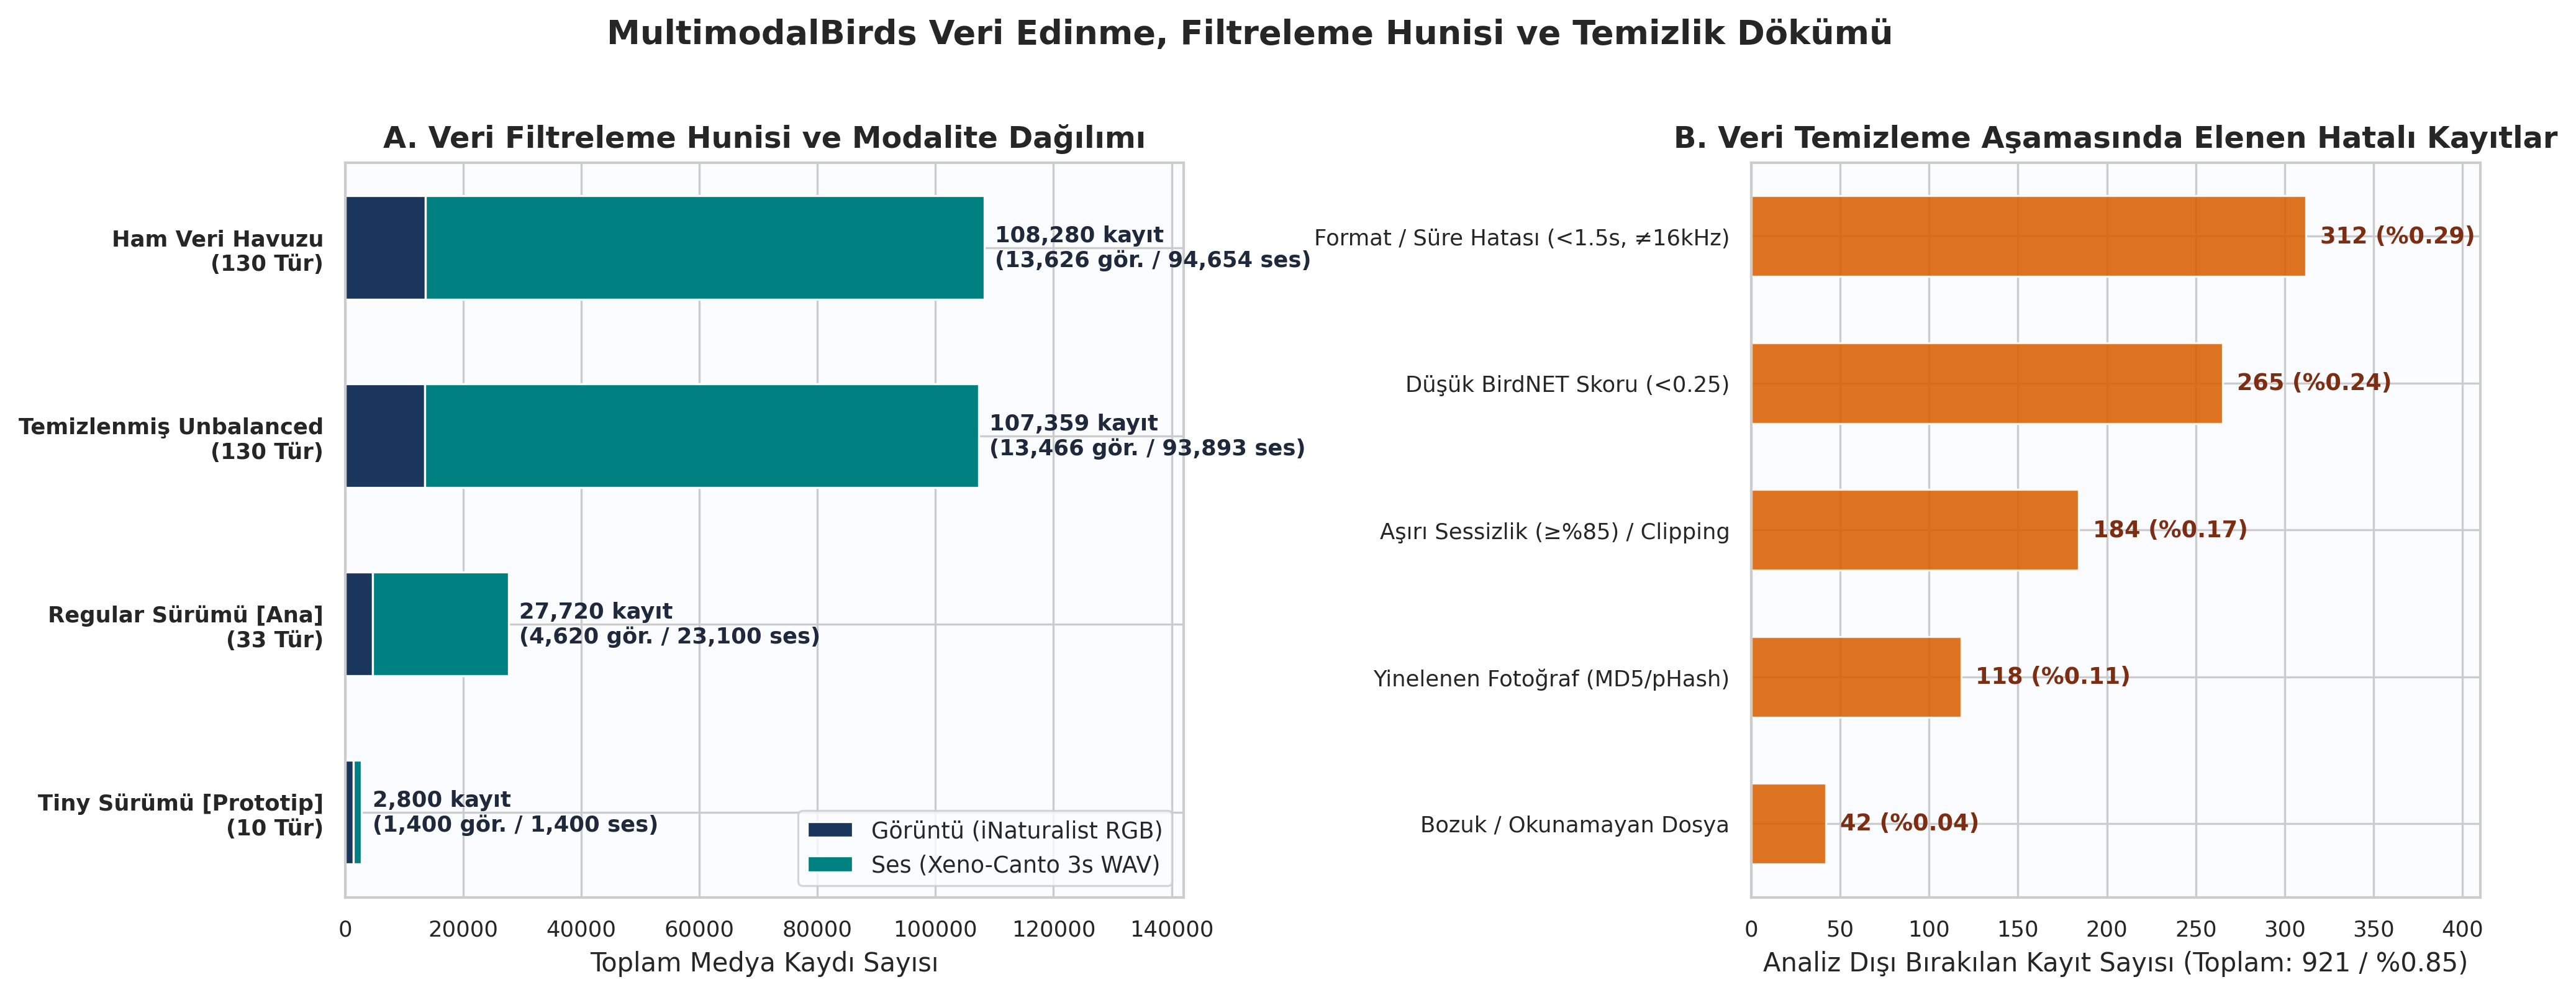 MultimodalBirds Veri Edinme, Filtreleme Hunisi ve Temizlik Dökümü
A. Veri Filtreleme Hunisi ve Modalite Dağılımı
Ham Veri Havuzu
(130 Tür)
108,280 kayıt
(13,626 gör. / 94,654 ses)
Temizlenmiş Unbalanced
(130 Tür)
107,359 kayıt
(13,466 gör. / 93,893 ses)
Regular Sürümü [Ana]
(33 Tür)
27,720 kayıt
(4,620 gör. / 23,100 ses)
Tiny Sürümü [Prototip]
(10 Tür)
2,800 kayıt
(1,400 gör. / 1,400 ses)
Görüntü (iNaturalist RGB)
Ses (Xeno-Canto 3s WAV)
0 20000 40000 60000 80000 100000 120000 140000
Toplam Medya Kaydı Sayısı
B. Veri Temizleme Aşamasında Elenen Hatalı Kayıtlar
Format / Süre Hatası (<1.5s, ≠16kHz)
312 (%0.29)
Düşük BirdNET Skoru (<0.25)
265 (%0.24)
Aşırı Sessizlik (≥%85) / Clipping
184 (%0.17)
Yinelenen Fotoğraf (MD5/pHash)
118 (%0.11)
Bozuk / Okunamayan Dosya
42 (%0.04)
0 50 100 150 200 250 300 350 400
Analiz Dışı Bırakılan Kayıt Sayısı (Toplam: 921 / %0.85)